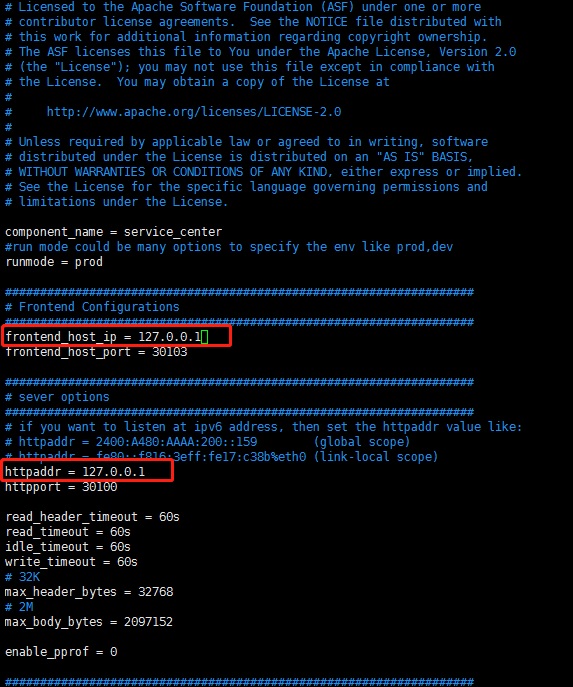 # Licensed to the Apache Software Foundation (ASF) under one or more
# contributor license agreements.  See the NOTICE file distributed with
# this work for additional information regarding copyright ownership.
# The ASF licenses this file to You under the Apache License, Version 2.0
# (the "License"); you may not use this file except in compliance with
# the License.  You may obtain a copy of the License at
#
#     http://www.apache.org/licenses/LICENSE-2.0
#
# Unless required by applicable law or agreed to in writing, software
# distributed under the License is distributed on an "AS IS" BASIS,
# WITHOUT WARRANTIES OR CONDITIONS OF ANY KIND, either express or implied.
# See the License for the specific language governing permissions and
# limitations under the License.

component_name = service_center
#run mode could be many options to specify the env like prod,dev
runmode = prod

###################################################################
# Frontend Configurations
###################################################################
frontend_host_ip = 127.0.0.1
frontend_host_port = 30103

###################################################################
# sever options
###################################################################
# if you want to listen at ipv6 address, then set the httpaddr value like:
# httpaddr = 2400:A480:AAAA:200::159        (global scope)
# httpaddr = fe80::f816:3eff:fe17:c38b%eth0 (link-local scope)
httpaddr = 127.0.0.1
httpport = 30100

read_header_timeout = 60s
read_timeout = 60s
idle_timeout = 60s
write_timeout = 60s
# 32K
max_header_bytes = 32768
# 2M
max_body_bytes = 2097152

enable_pprof = 0

###################################################################